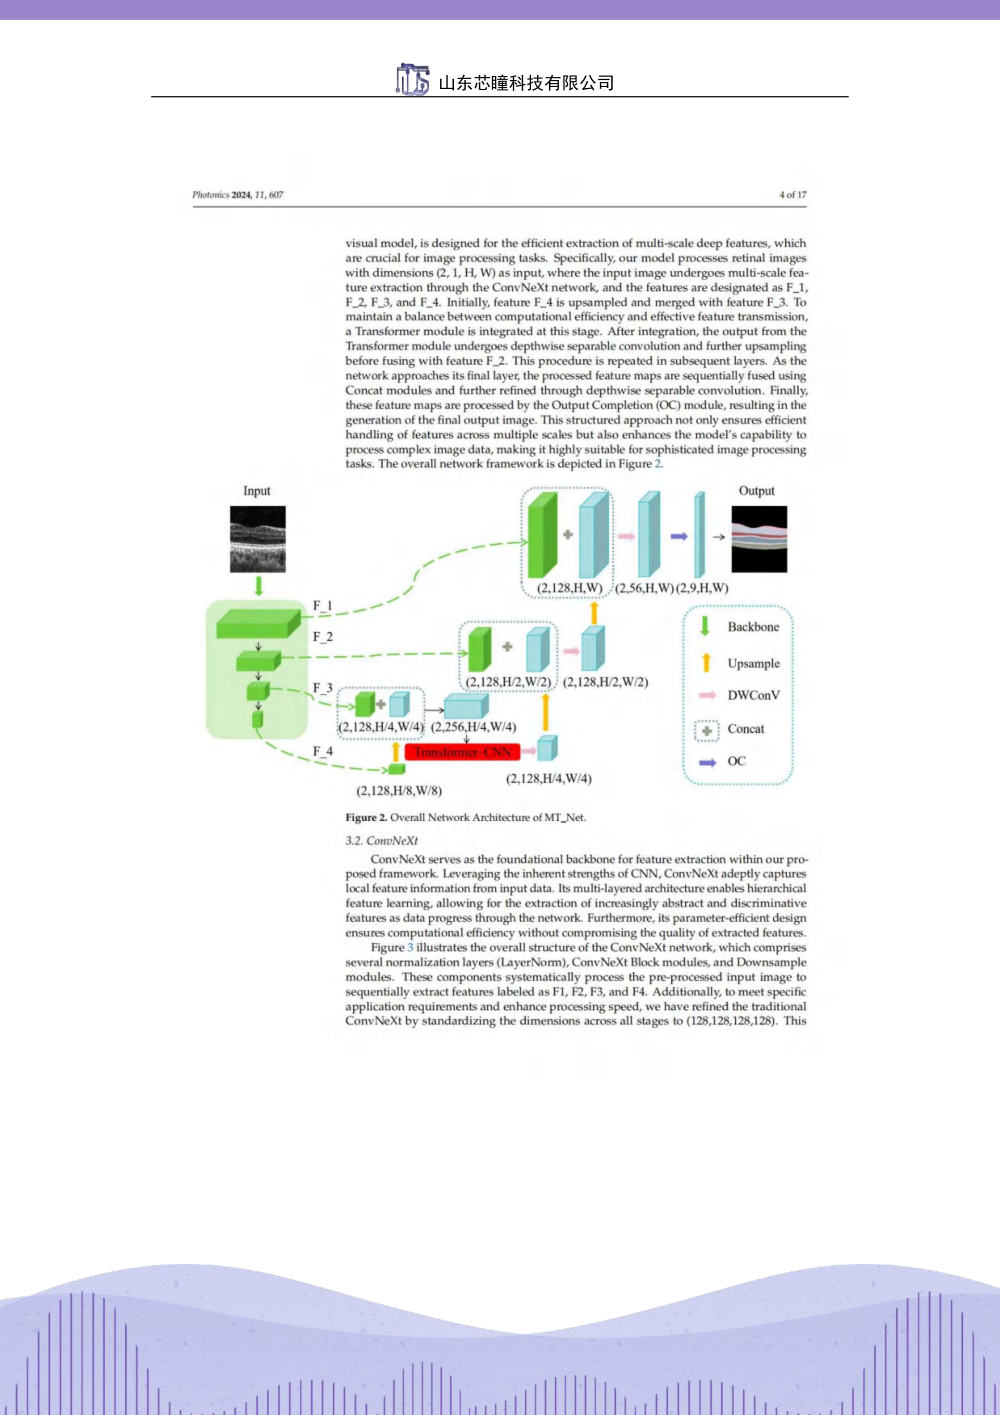 山东芯瞳科技有限公司
Photonics 2024, 11, 607
4 of 17
visual model, is designed for the efficient extraction of multi-scale deep features, which
are crucial for image processing tasks. Specifically, our model processes retinal images
with dimensions (2, 1, H, W) as input, where the input image undergoes multi-scale fea-
ture extraction through the ConvNeXt network, and the features are designated as F_1,
F_2, F_3, and F_4. Initially, feature F_4 is upsampled and merged with feature F_3. To
maintain a balance between computational efficiency and effective feature transmission,
a Transformer module is integrated at this stage. After integration, the output from the
Transformer module undergoes depthwise separable convolution and further upsampling
before fusing with feature F_2. This procedure is repeated in subsequent layers. As the
network approaches its final layer, the processed feature maps are sequentially fused using
Concat modules and further refined through depthwise separable convolution. Finally,
these feature maps are processed by the Output Completion (OC) module, resulting in the
generation of the final output image. This structured approach not only ensures efficient
handling of features across multiple scales but also enhances the model's capability to
process complex image data, making it highly suitable for sophisticated image processing
tasks. The overall network framework is depicted in Figure 2.
Input
Output
(2,128,H,W)
(2,56,H,W)
(2,9,H,W)
F_1
F_2
F_3
F_4
(2,128,H/2,W/2)
(2,128,H/2,W/2)
(2,128,H/4,W/4)
(2,256,H/4,W/4)
Transformer-CNN
(2,128,H/4,W/4)
(2,128,H/8,W/8)
Backbone
Upsample
DWConV
Concat
OC
Figure 2. Overall Network Architecture of MT_Net.
3.2. ConvNeXt
ConvNeXt serves as the foundational backbone for feature extraction within our pro-
posed framework. Leveraging the inherent strengths of CNN, ConvNeXt adeptly captures
local feature information from input data. Its multi-layered architecture enables hierarchical
feature learning, allowing for the extraction of increasingly abstract and discriminative
features as data progress through the network. Furthermore, its parameter-efficient design
ensures computational efficiency without compromising the quality of extracted features.
Figure 3 illustrates the overall structure of the ConvNeXt network, which comprises
several normalization layers (LayerNorm), ConvNeXt Block modules, and Downsample
modules. These components systematically process the pre-processed input image to
sequentially extract features labeled as F1, F2, F3, and F4. Additionally, to meet specific
application requirements and enhance processing speed, we have refined the traditional
ConvNeXt by standardizing the dimensions across all stages to (128,128,128,128). This